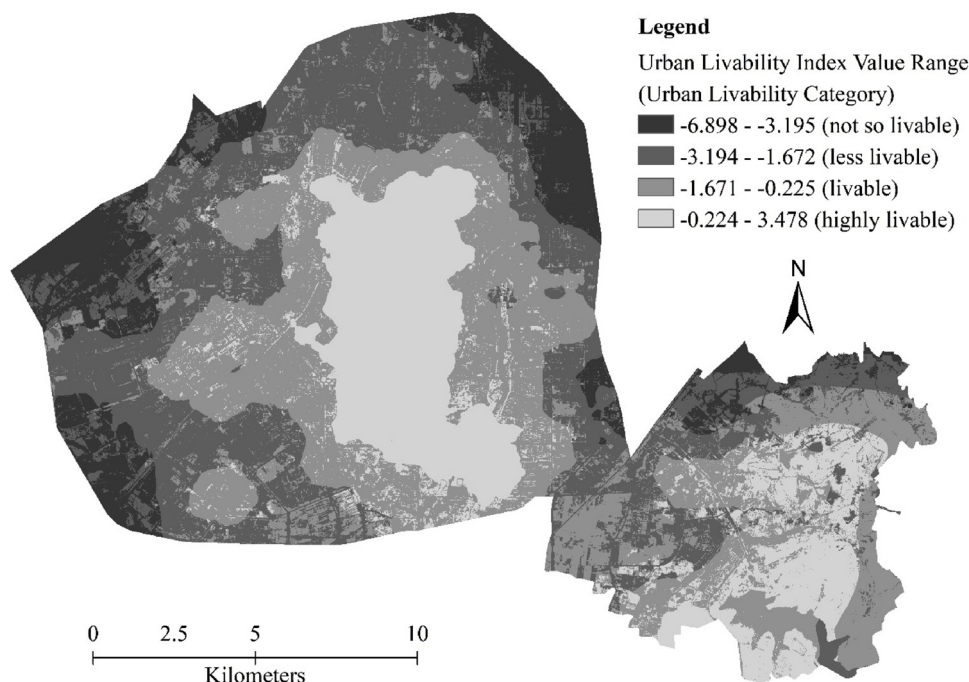 Legend
Urban Livability Index Value Range
(Urban Livability Category)
-6.898 - -3.195 (not so livable)
-3.194 - -1.672 (less livable)
-1.671 - -0.225 (livable)
-0.224 - 3.478 (highly livable)
N
0 2.5 5 10
Kilometers